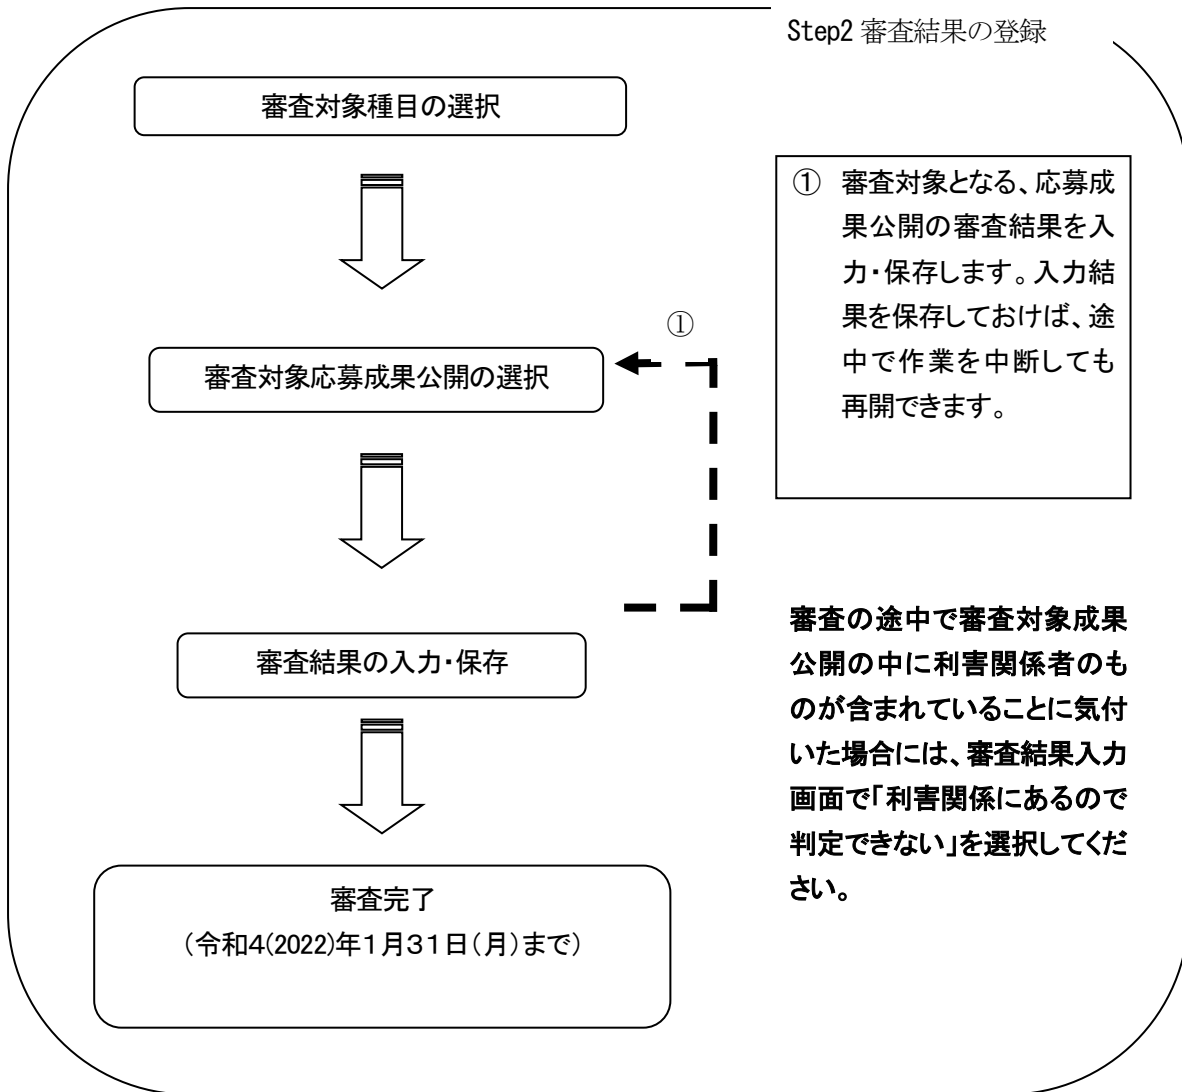 Step2 審査結果の登録
審査対象種目の選択
① 審査対象となる、応募成
果公開の審査結果を入
力・保存します。入力結
果を保存しておけば、途
中で作業を中断しても
再開できます。
①
審査対象応募成果公開の選択
審査結果の入力・保存
審査の途中で審査対象成果
公開の中に利害関係者のも
のが含まれていることに気付
いた場合には、審査結果入力
画面で「利害関係にあるので
判定できない」を選択してくだ
さい。
審査完了
（令和4(2022)年１月３１日（月）まで）